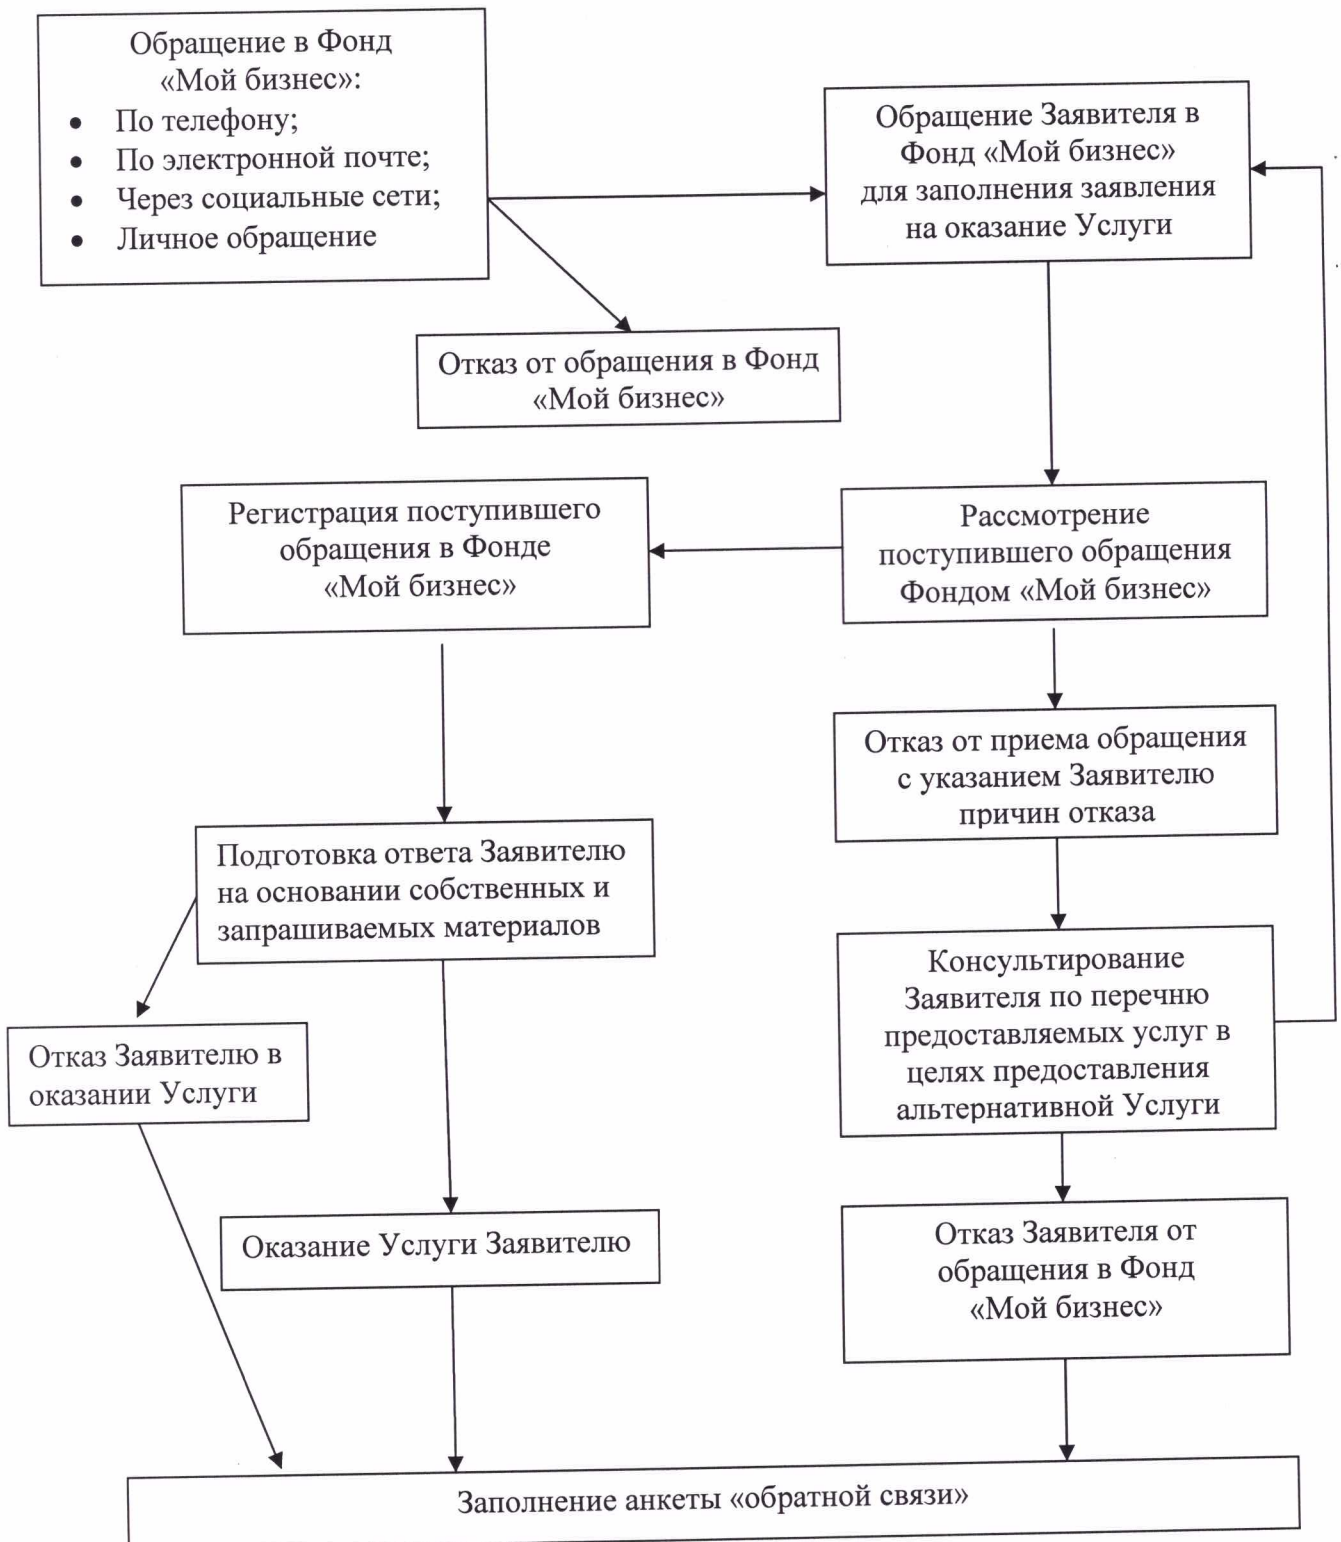 Обращение в Фонд
«Мой бизнес»:
• По телефону;
• По электронной почте;
• Через социальные сети;
• Личное обращение
Обращение Заявителя в
Фонд «Мой бизнес»
для заполнения заявления
на оказание Услуги
Отказ от обращения в Фонд
«Мой бизнес»
Регистрация поступившего
обращения в Фонде
«Мой бизнес»
Рассмотрение
поступившего обращения
Фондом «Мой бизнес»
Отказ от приема обращения
с указанием Заявителю
причин отказа
Подготовка ответа Заявителю
на основании собственных и
запрашиваемых материалов
Консультирование
Заявителя по перечню
предоставляемых услуг в
целях предоставления
альтернативной Услуги
Отказ Заявителю в
оказании Услуги
Оказание Услуги Заявителю
Отказ Заявителя от
обращения в Фонд
«Мой бизнес»
Заполнение анкеты «обратной связи»